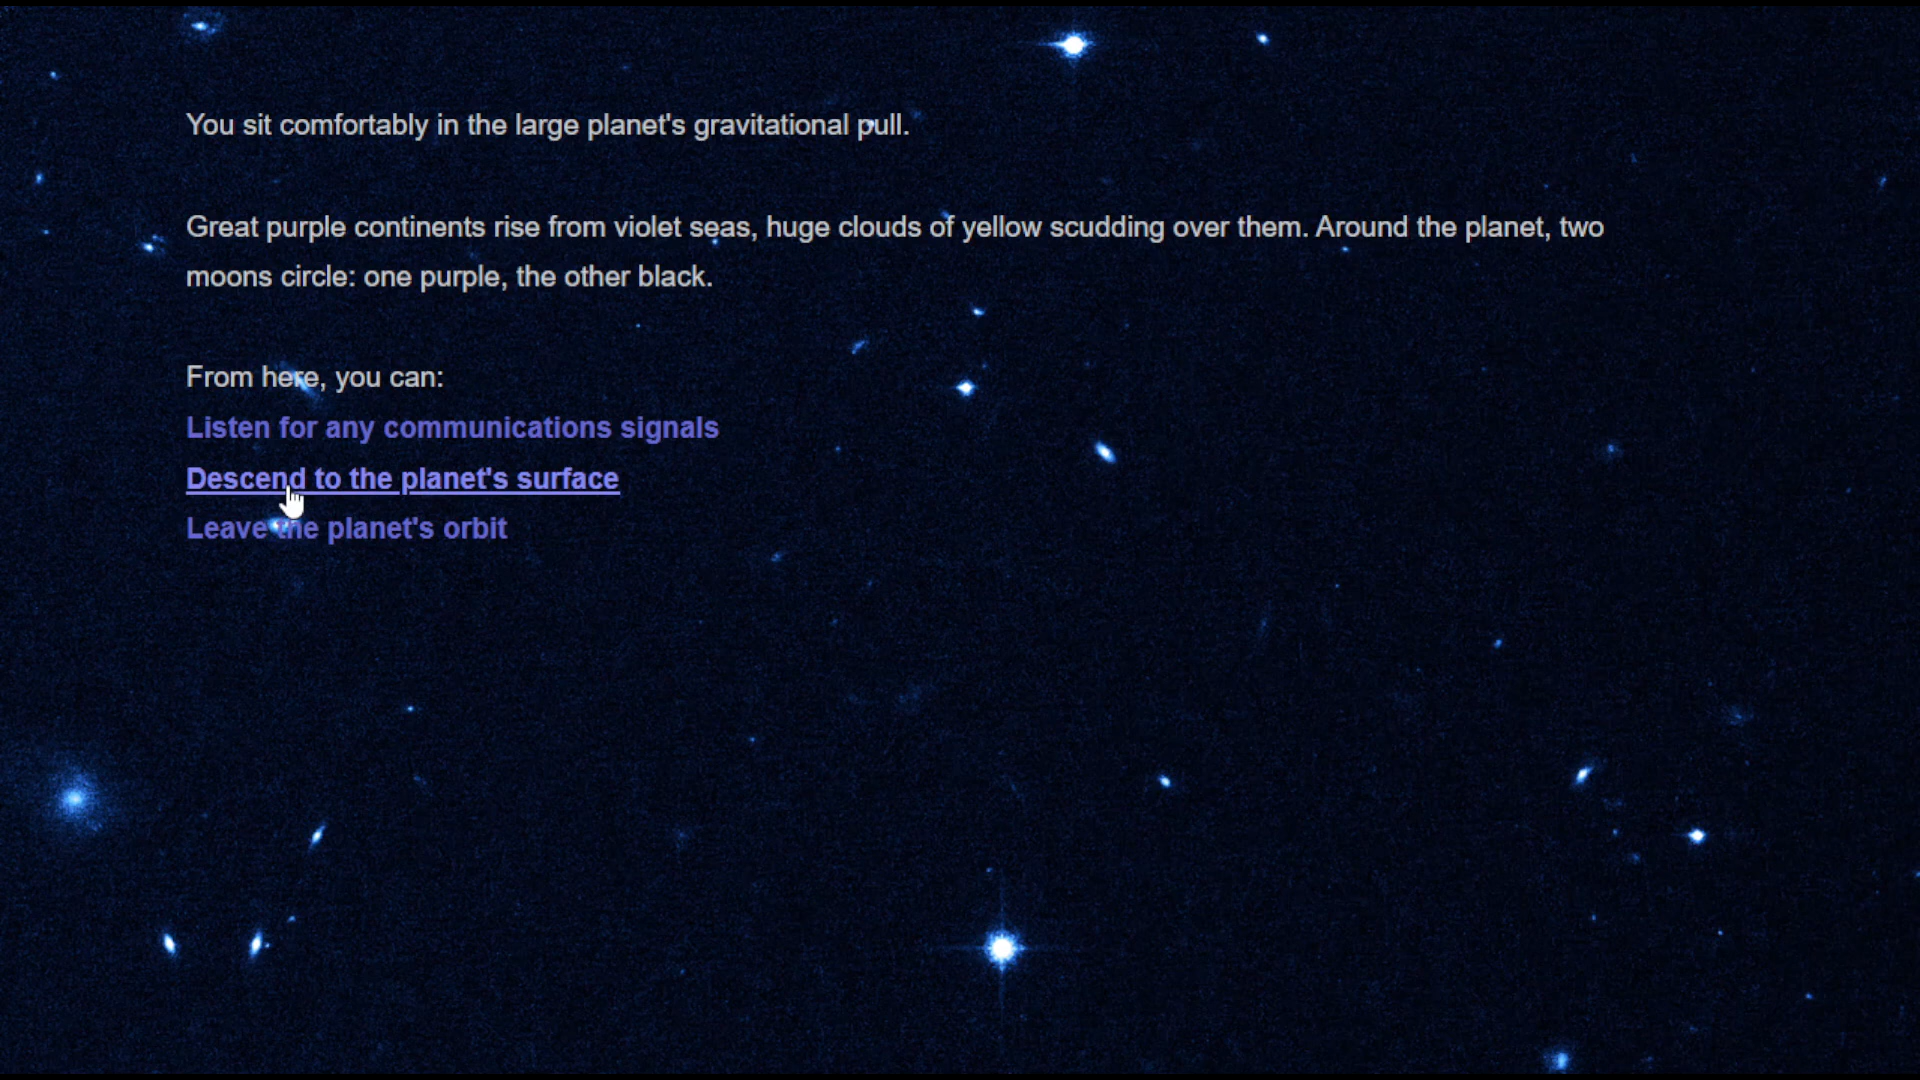 You sit comfortably in the large planet's gravitational pull.
Great purple continents rise from violet seas, huge clouds of yellow scudding over them. Around the planet, two
moons circle: one purple, the other black.
From here, you can:
Listen for any communications signals
Descend to the planet's surface
Leave the planet's orbit